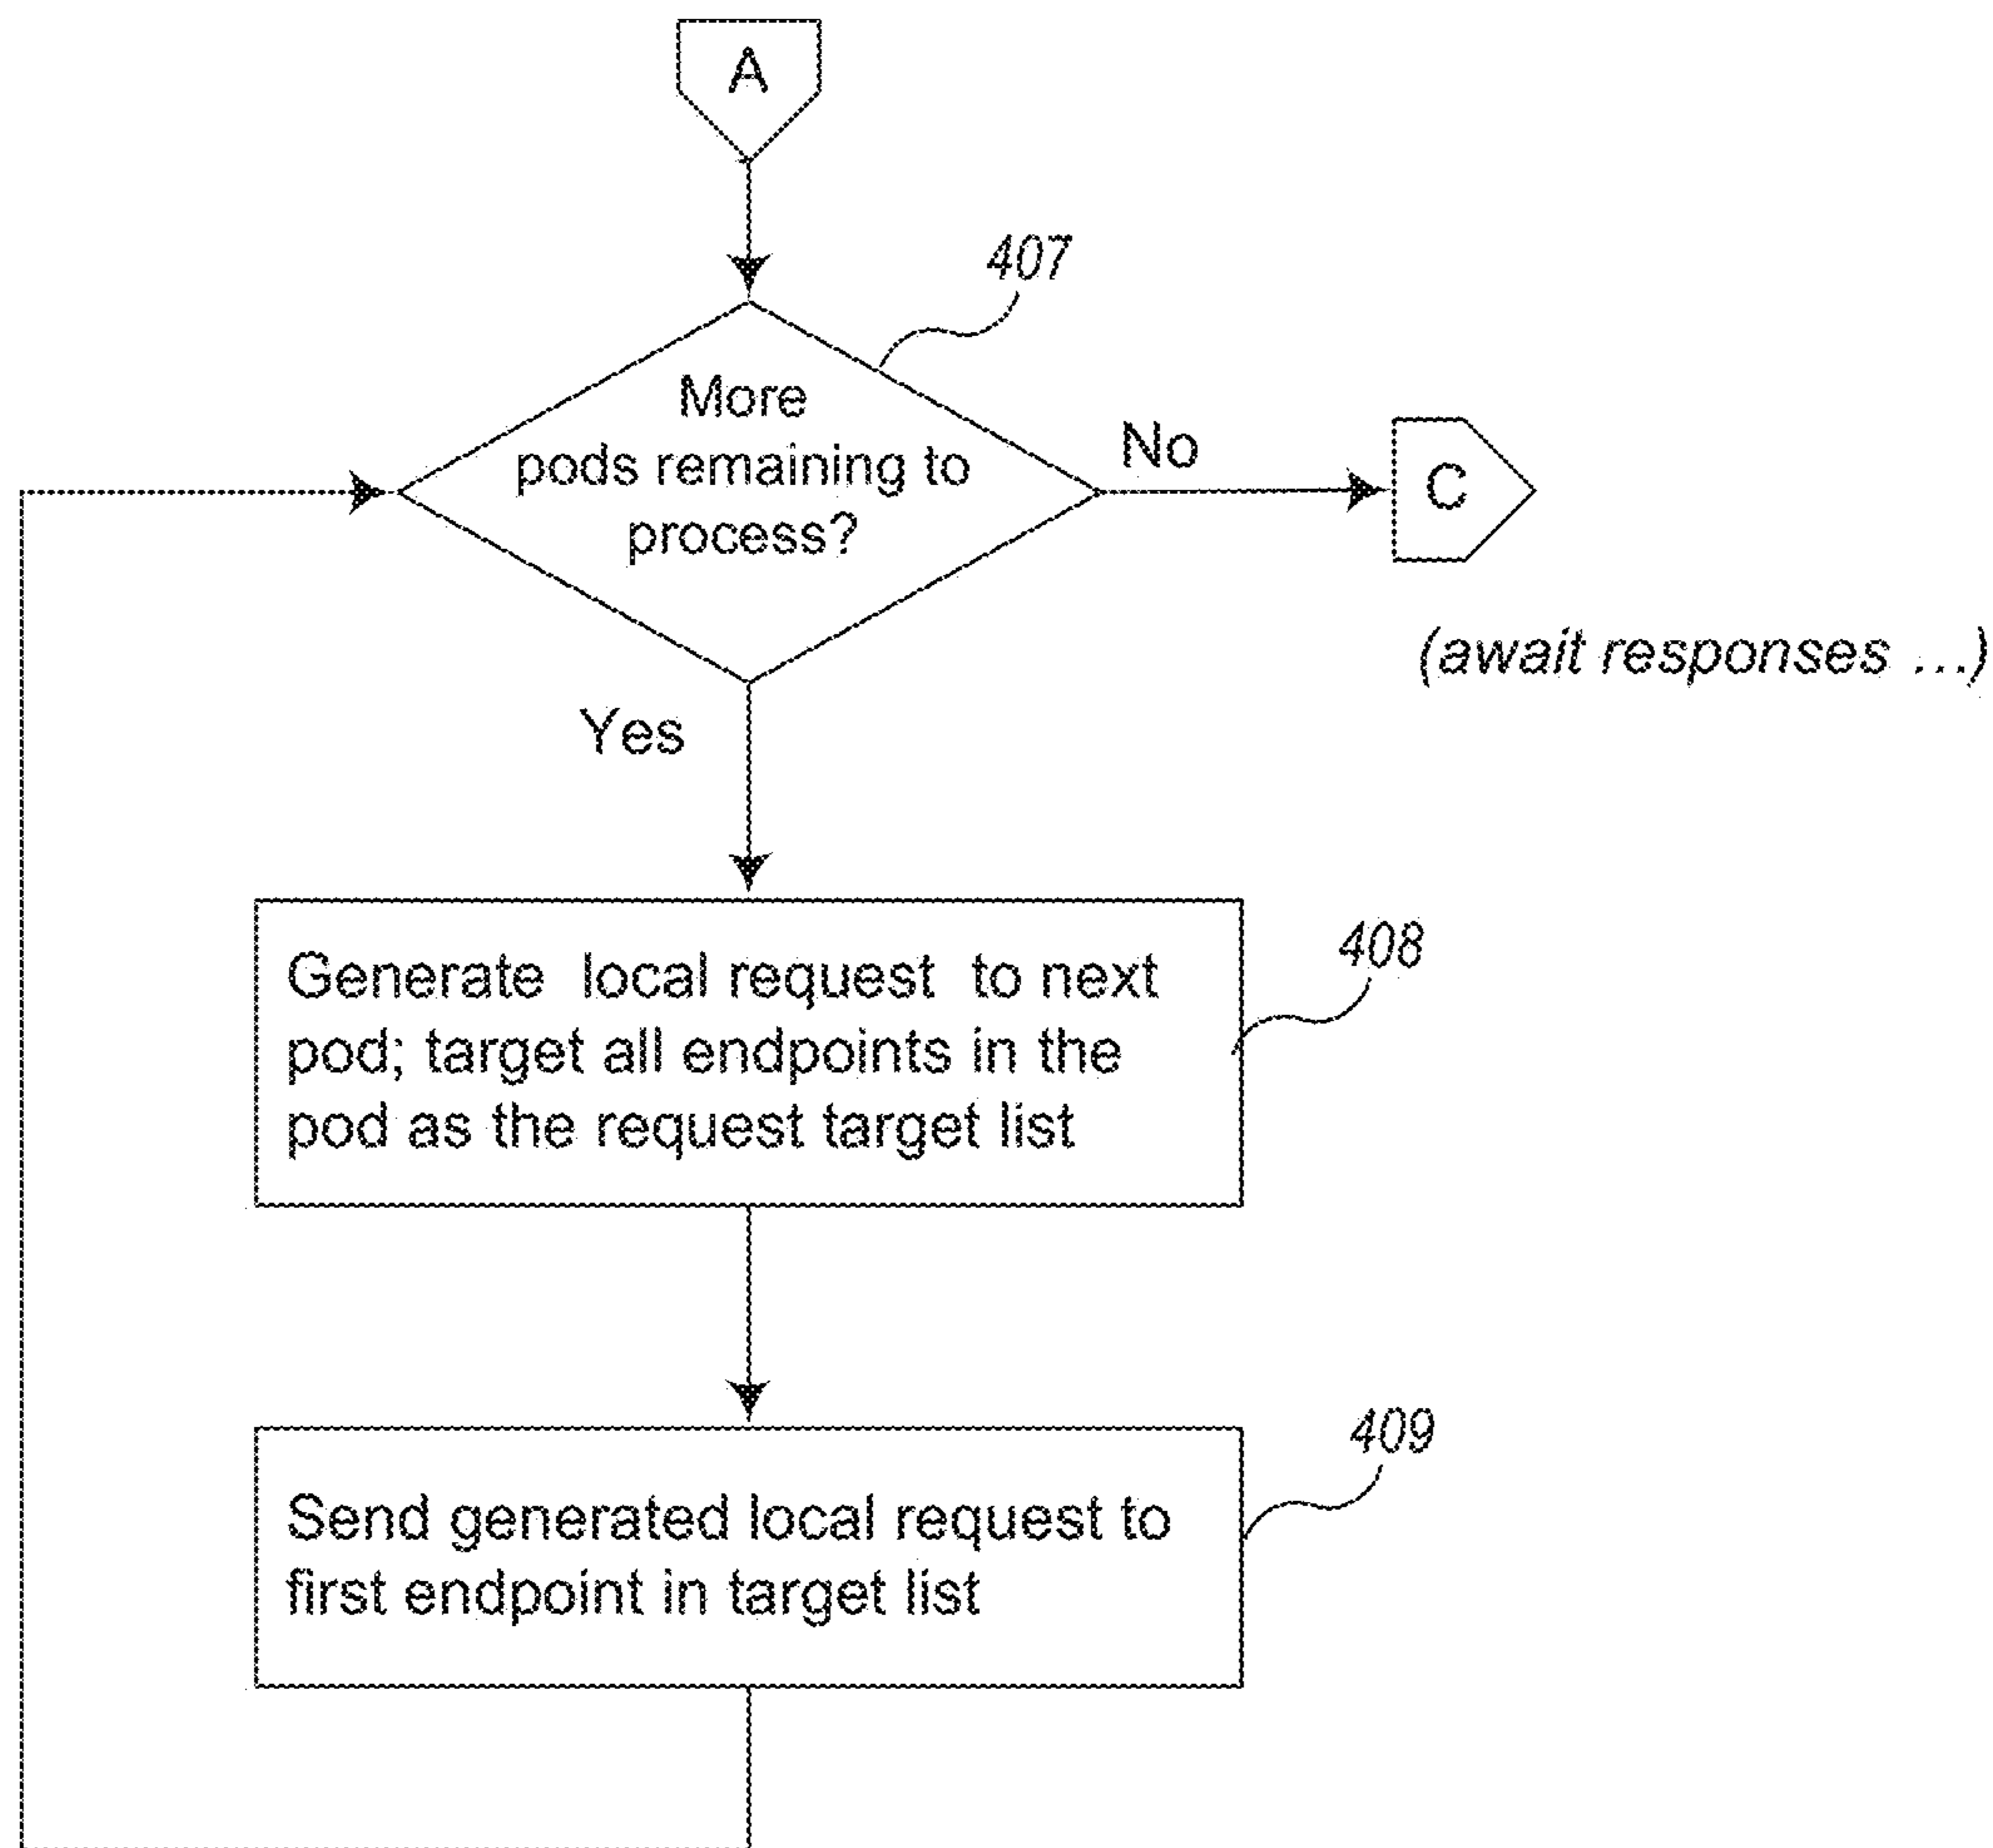 A
407
More
pods remaining to
process?
No
C
(await responses ...)
Yes
Generate local request to next
pod; target all endpoints in the
pod as the request target list
408
Send generated local request to
first endpoint in target list
409